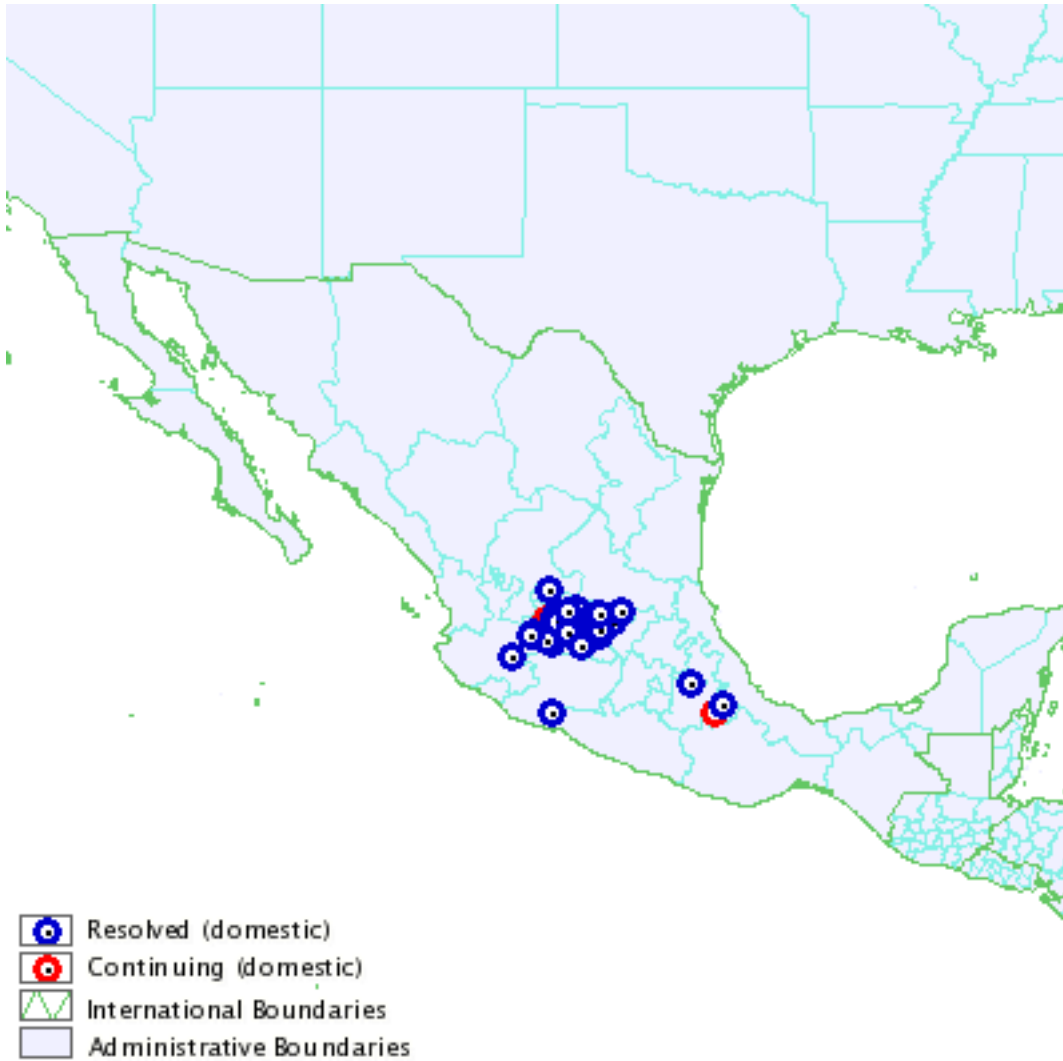 Resolved (domestic)
Continuing (domestic)
International Boundaries
Administrative Boundaries